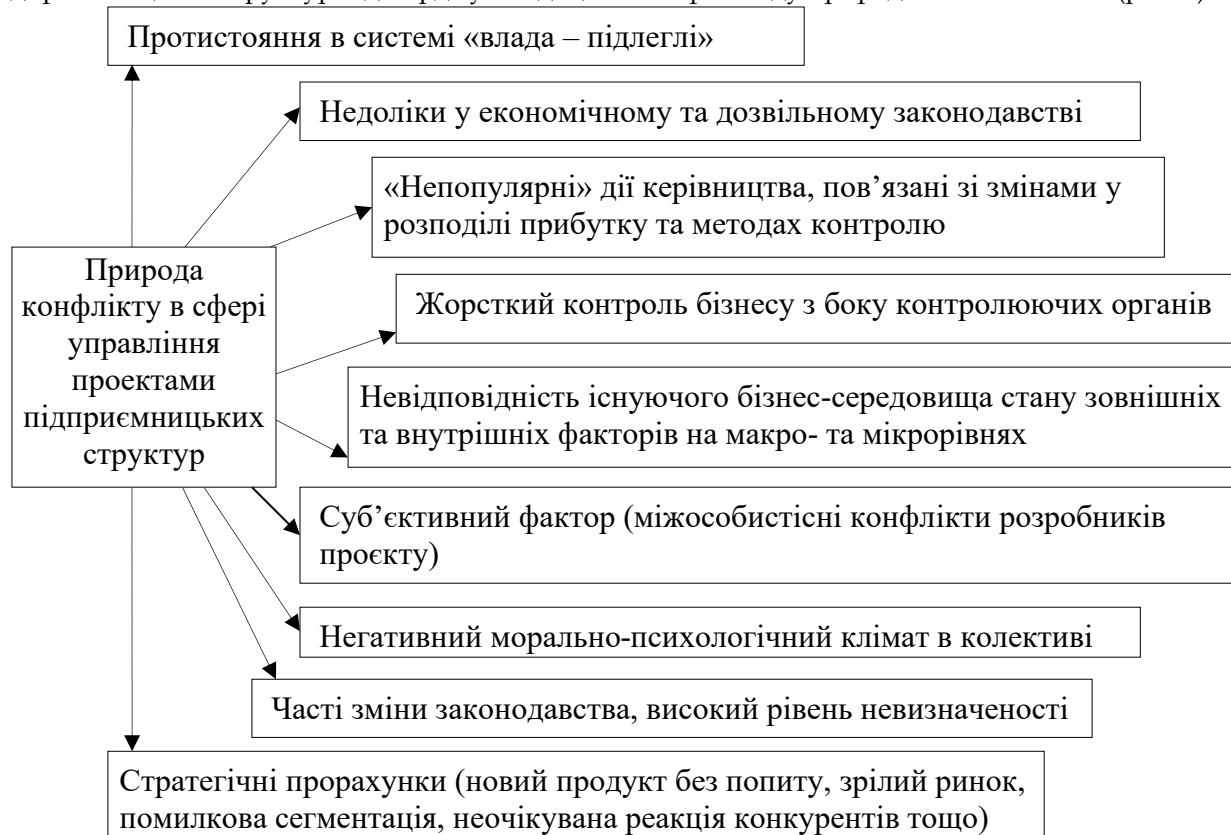 Протистояння в системі «влада – підлеглі»
Недоліки у економічному та дозвільному законодавстві
«Непопулярні» дії керівництва, пов’язані зі змінами у
розподілі прибутку та методах контролю
Природа
конфлікту в сфері
управління
проектами
підприємницьких
структур
Жорсткий контроль бізнесу з боку контролюючих органів
Невідповідність існуючого бізнес-середовища стану зовнішніх
та внутрішніх факторів на макро- та мікрорівнях
Суб’єктивний фактор (міжособистісні конфлікти розробників
проєкту)
Негативний морально-психологічний клімат в колективі
Часті зміни законодавства, високий рівень невизначеності
Стратегічні прорахунки (новий продукт без попиту, зрілий ринок,
помилкова сегментація, неочікувана реакція конкурентів тощо)